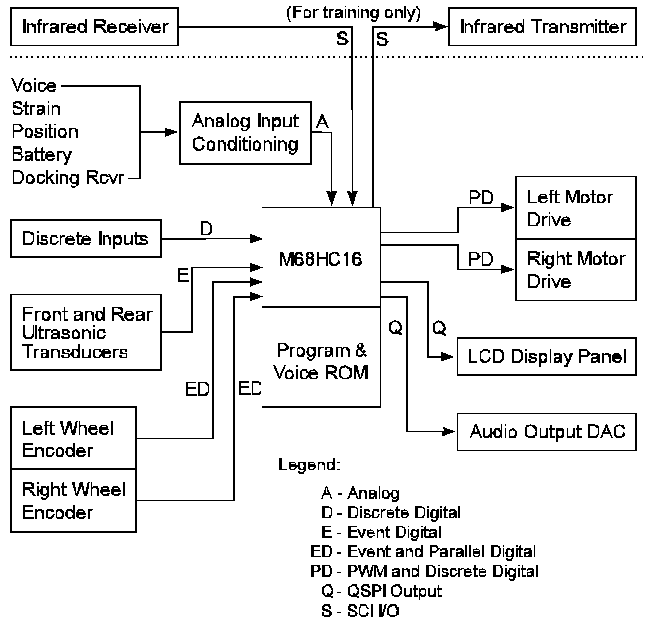 (For training only)
Infrared Receiver
S
S
Infrared Transmitter
Voice
Strain
Position
Battery
Docking Rcvr
Analog Input
Conditioning
A
Discrete Inputs
D
M68HC16
PD
Left Motor
Drive
PD
Right Motor
Drive
E
Front and Rear
Ultrasonic
Transducers
Program &
Voice ROM
Q
Q
LCD Display Panel
ED
ED
Left Wheel
Encoder
Right Wheel
Encoder
Audio Output DAC
Legend:
A - Analog
D - Discrete Digital
E - Event Digital
ED - Event and Parallel Digital
PD - PWM and Discrete Digital
Q - QSPI Output
S - SCI I/O